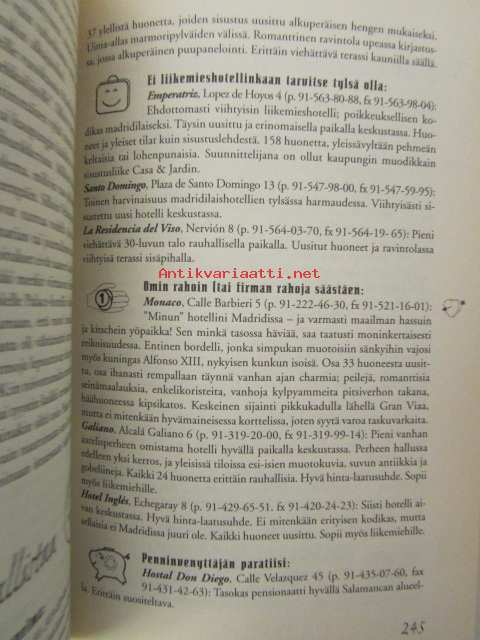 37 ylellistä huonetta, joiden sisustus uusittu alkuperäisen hengen mukaiseksi.
Uima-allas marmoripylväiden välissä. Romanttinen ravintola upeassa kirjastos-
sa, jossa alkuperäinen puupanelointi. Erittäin viehättävä terassi kauniilla säällä.
Ei liikemieshotellinkaan tarvitse tylsä olla:
Emperatriz, Lopez de Hoyos 4 (p. 91-563-80-88, fx 91-563-98-04):
Ehdottomasti viihtyisin liikemieshotelli; poikkeuksellisen ko-
dikas madridilaiseksi. Täysin uusittu ja erinomaisella paikalla keskustassa. Huo-
neet ja yleiset tilat kuin sisustuslehdestä. 158 huonetta, yleissävyltään pehmeän
keltaisia tai lohenpunaisia. Suunnittelijana on ollut kaupungin muodikkain
sisustusliike Casa & Jardin.
Santo Domingo, Plaza de Santo Domingo 13 (p. 91-547-98-00, fx 91-547-59-95):
Toinen harvinaisuus madridilaishotellien tylsässä harmaudessa. Viihtyisästi si-
sustettu uusi hotelli keskustassa.
La Residencia del Viso, Nervión 8 (p. 91-564-03-70, fx 91-564-19-65): Pieni
viehättävä 30-luvun talo rauhallisella paikalla. Uusitut huoneet ja ravintolassa
viihtyisä terassi sisäpihalla.
Antikvariaatti.net
Omin rahoin (tai firman rahoja säästäen:
Monaco, Calle Barbieri 5 (p. 91-222-46-30, fx 91-521-16-01):
"Minun" hotellini Madridissa – ja varmasti maailman hassuin
ja kitschein yöpaikka! Sen minkä tasossa häviää, saa taatusti moninkertaisesti
erikoisuudessa. Entinen bordelli, jonka simpukan muotoisiin sänkyihin vajosi
myös kuningas Alfonso XIII, nykyisen kunkun isoisä. Osa 33 huoneesta uusit-
tu, osa ihanasti rempallaan täynnä vanhan ajan charmia; peilejä, romanttisia
seinämaalauksia, enkelikoristeita, vanhoja kylpyammeita pitsiverhon takana,
häähuoneessa kipsikatos. Keskeinen sijainti pikkukadulla lähellä Gran Viaa,
mutta ei mitenkään hyvämaineisessa korttelissa, joten syytä varoa taskuvarkaita.
Galiano, Alcalá Galiano 6 (p. 91-319-20-00, fx 91-319-99-14): Pieni vanhan
aatelisperheen omistama hotelli hyvällä paikalla keskustassa. Perheen hallussa
edelleen yksi kerros, ja yleisissä tiloissa esi-isien muotokuvia, suvun antiikkia ja
gobeliineja. Kaikki 24 huonetta erittäin rauhallisia. Hyvä hinta-laatusuhde. Sopii
myös liikemiehille.
Hotel Inglés, Echegaray 8 (p. 91-429-65-51, fx 91-420-24-23): Siisti hotelli ai-
van keskustassa. Hyvä hinta-laatusuhde. Ei mitenkään erityisen kodikas, mutta
sellaisia ei Madridissa juuri ole. Kaikki huoneet uusittu. Sopii myös liikemiehille.
Penninvenyttäjän paratiisi:
Hostal Don Diego, Calle Velazquez 45 (p. 91-435-07-60, fax
91-431-42-63): Tasokas pensionaatti hyvällä Salamancan alueel-
la. Erittäin suositeltava.
245